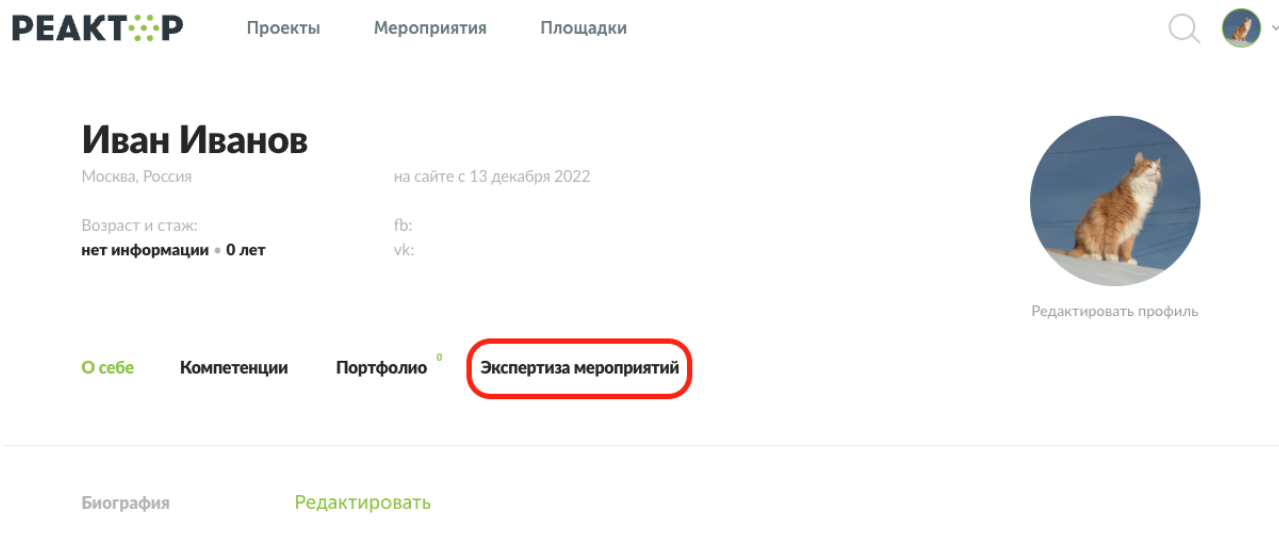 РЕАКТОР Проекты Мероприятия Площадки
Иван Иванов
Москва, Россия на сайте с 13 декабря 2022
Возраст и стаж: fb:
нет информации • 0 лет vk:
Редактировать профиль
О себе Компетенции Портфолио 0 Экспертиза мероприятий
Биография Редактировать